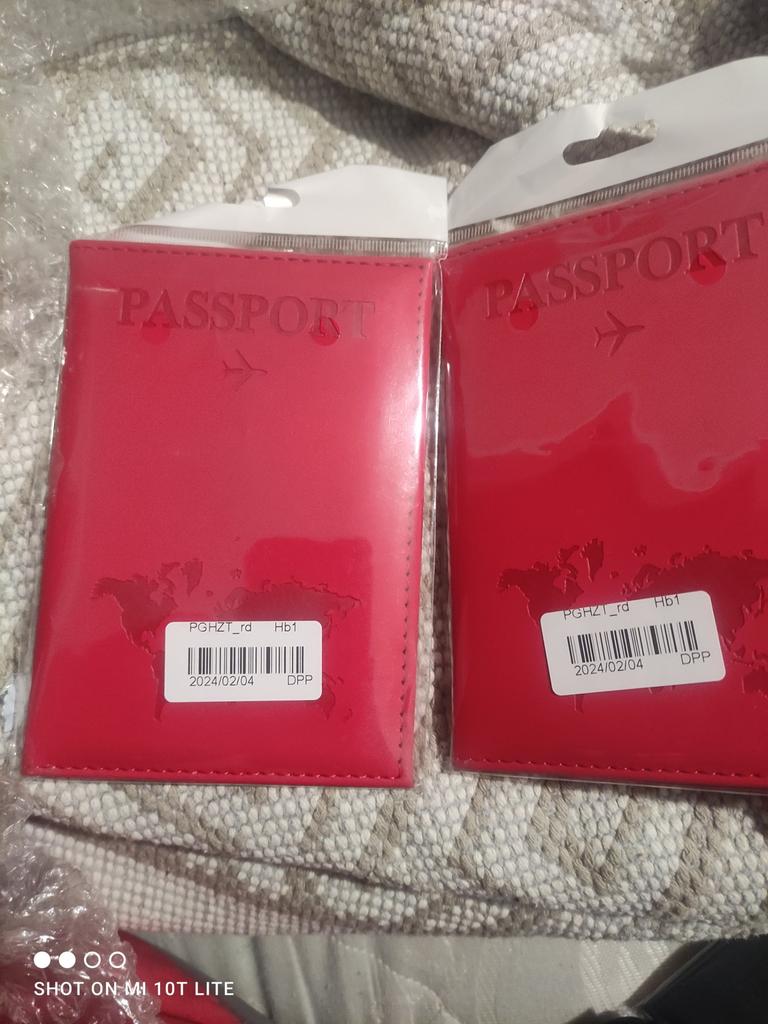 PASSPORT
PGHZT_rd Hb1
2024/02/04 DPP
PASSPORT
PGHZT_rd Hb1
2024/02/04 DPP
SHOT ON MI 10T LITE